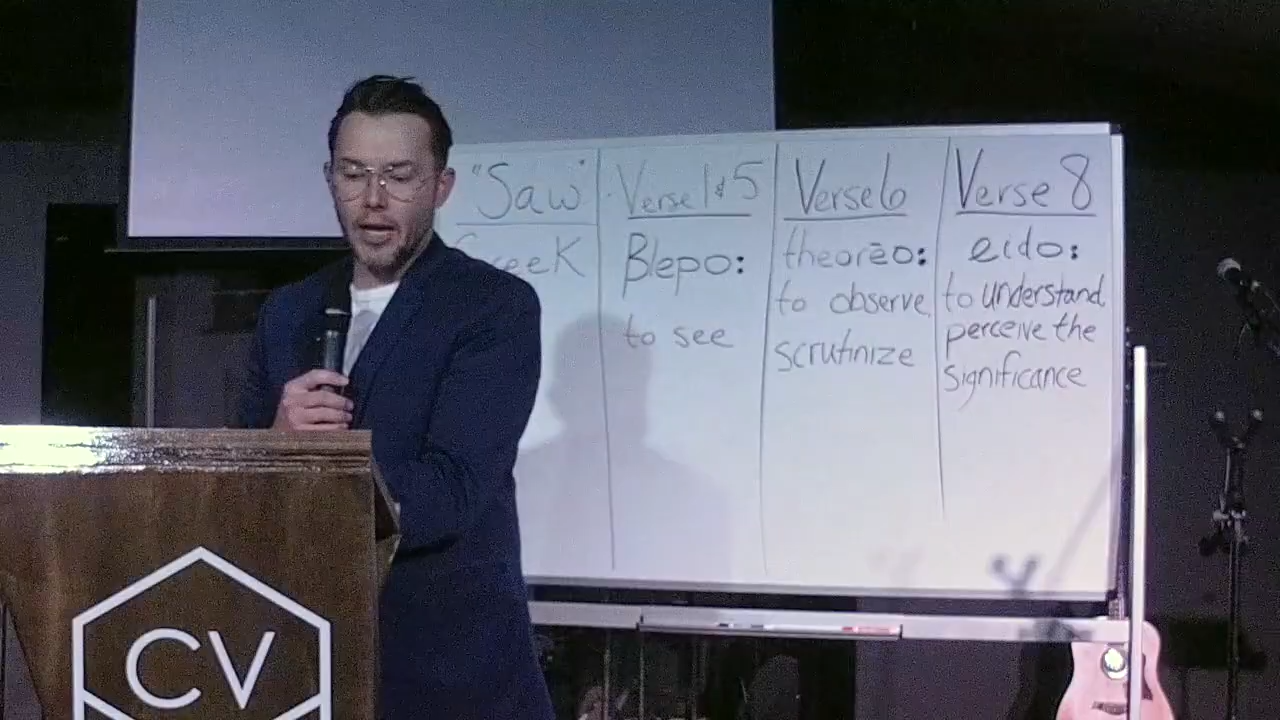 "Saw" Verse 1 & 5 Verse 6 Verse 8
Blepo: theorēo: eido:
to see to observe, scrutinize to understand, perceive the significance
CV